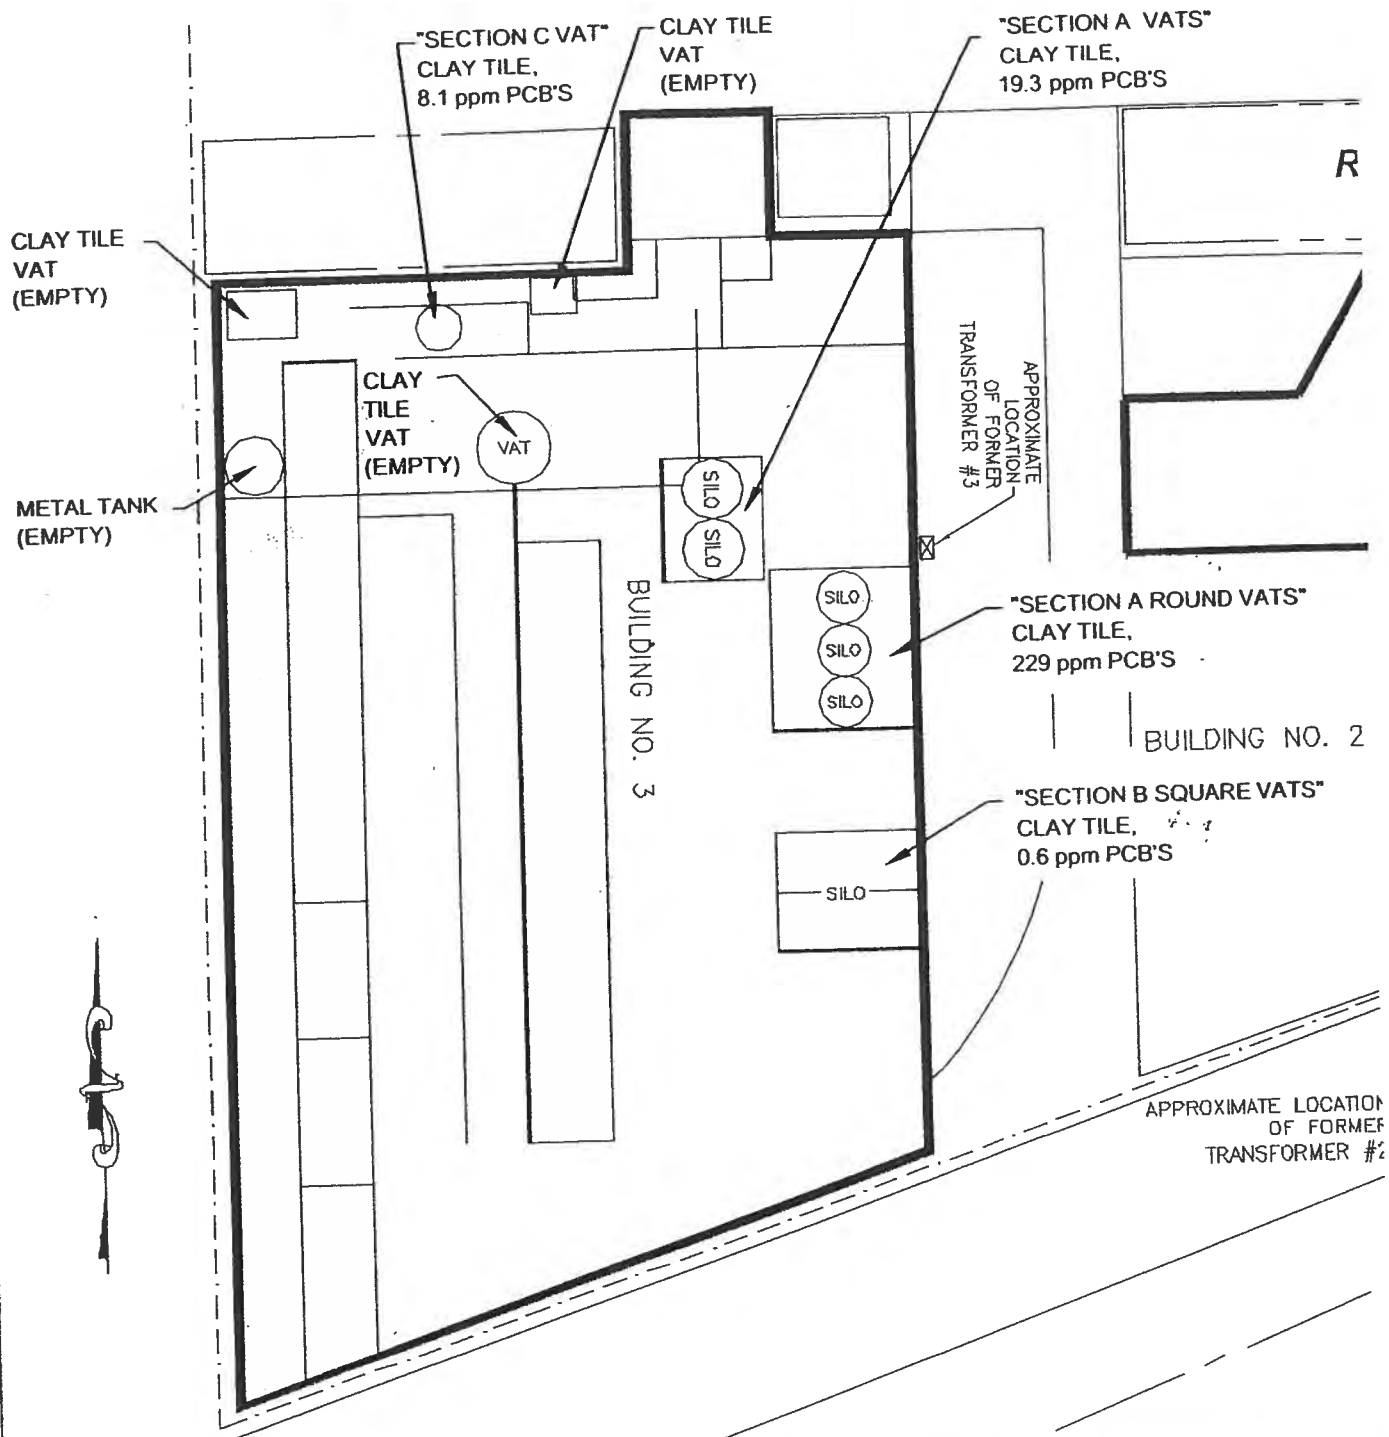 "SECTION C VAT"
CLAY TILE,
8.1 ppm PCB'S
CLAY TILE
VAT
(EMPTY)
"SECTION A VATS"
CLAY TILE,
19.3 ppm PCB'S
R
CLAY TILE
VAT
(EMPTY)
APPROXIMATE
LOCATION
OF FORMER
TRANSFORMER #3
CLAY
TILE
VAT
(EMPTY)
VAT
METAL TANK
(EMPTY)
SILO
SILO
BUILDING NO. 3
SILO
SILO
SILO
"SECTION A ROUND VATS"
CLAY TILE,
229 ppm PCB'S
BUILDING NO. 2
"SECTION B SQUARE VATS"
CLAY TILE,
0.6 ppm PCB'S
SILO
APPROXIMATE LOCATION
OF FORMER
TRANSFORMER #2